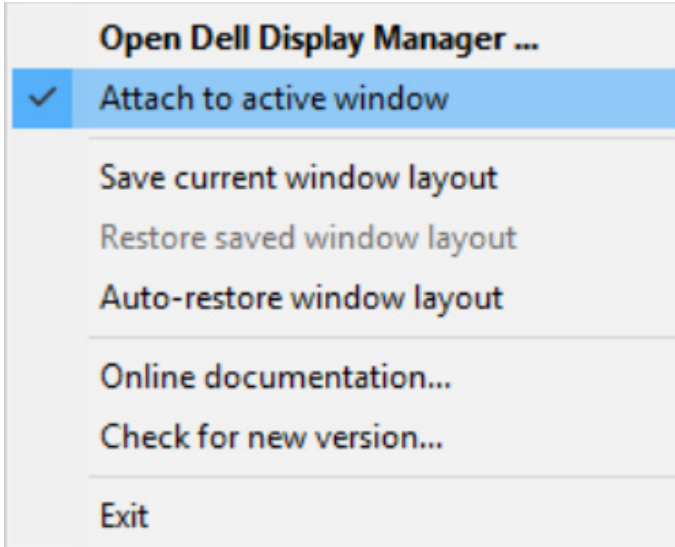 Open Dell Display Manager ...
Attach to active window
Save current window layout
Restore saved window layout
Auto-restore window layout
Online documentation...
Check for new version...
Exit